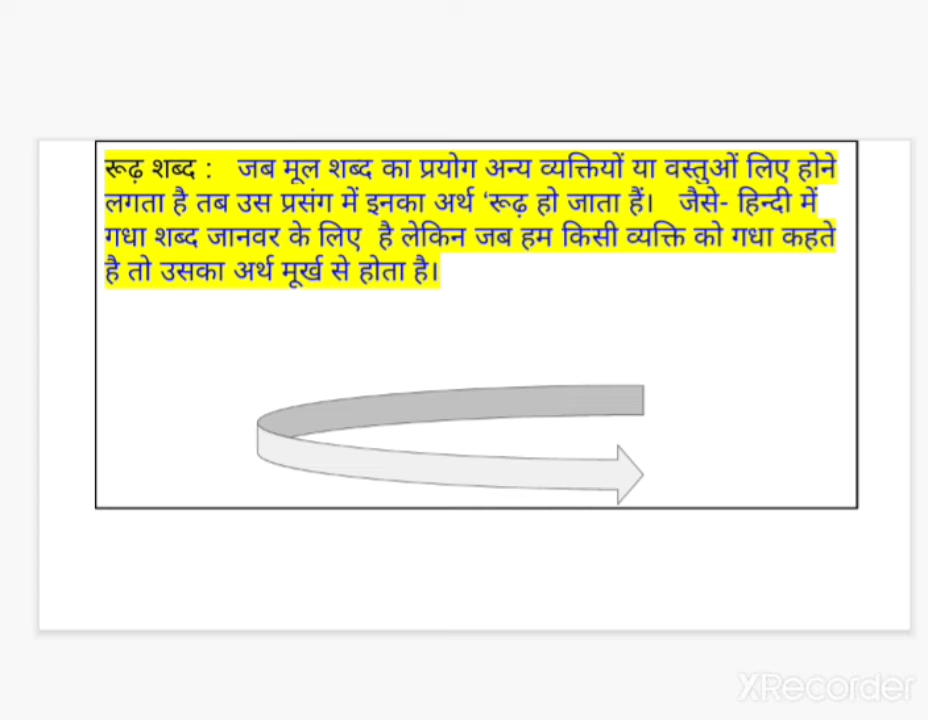 रूढ़ शब्द : जब मूल शब्द का प्रयोग अन्य व्यक्तियों या वस्तुओं लिए होने
लगता है तब उस प्रसंग में इनका अर्थ ‘रूढ़ हो जाता हैं। जैसे- हिन्दी में
गधा शब्द जानवर के लिए है लेकिन जब हम किसी व्यक्ति को गधा कहते
है तो उसका अर्थ मूर्ख से होता है।
XRecorder